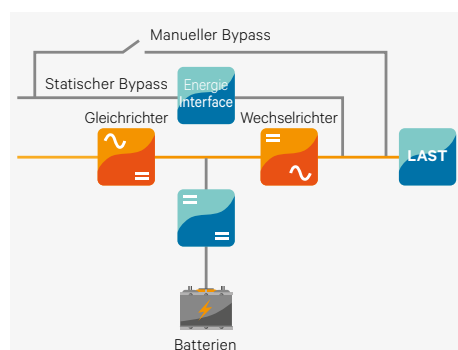 Manueller Bypass
Statischer Bypass
Energie
Interface
Gleichrichter
Wechselrichter
LAST
Batterien